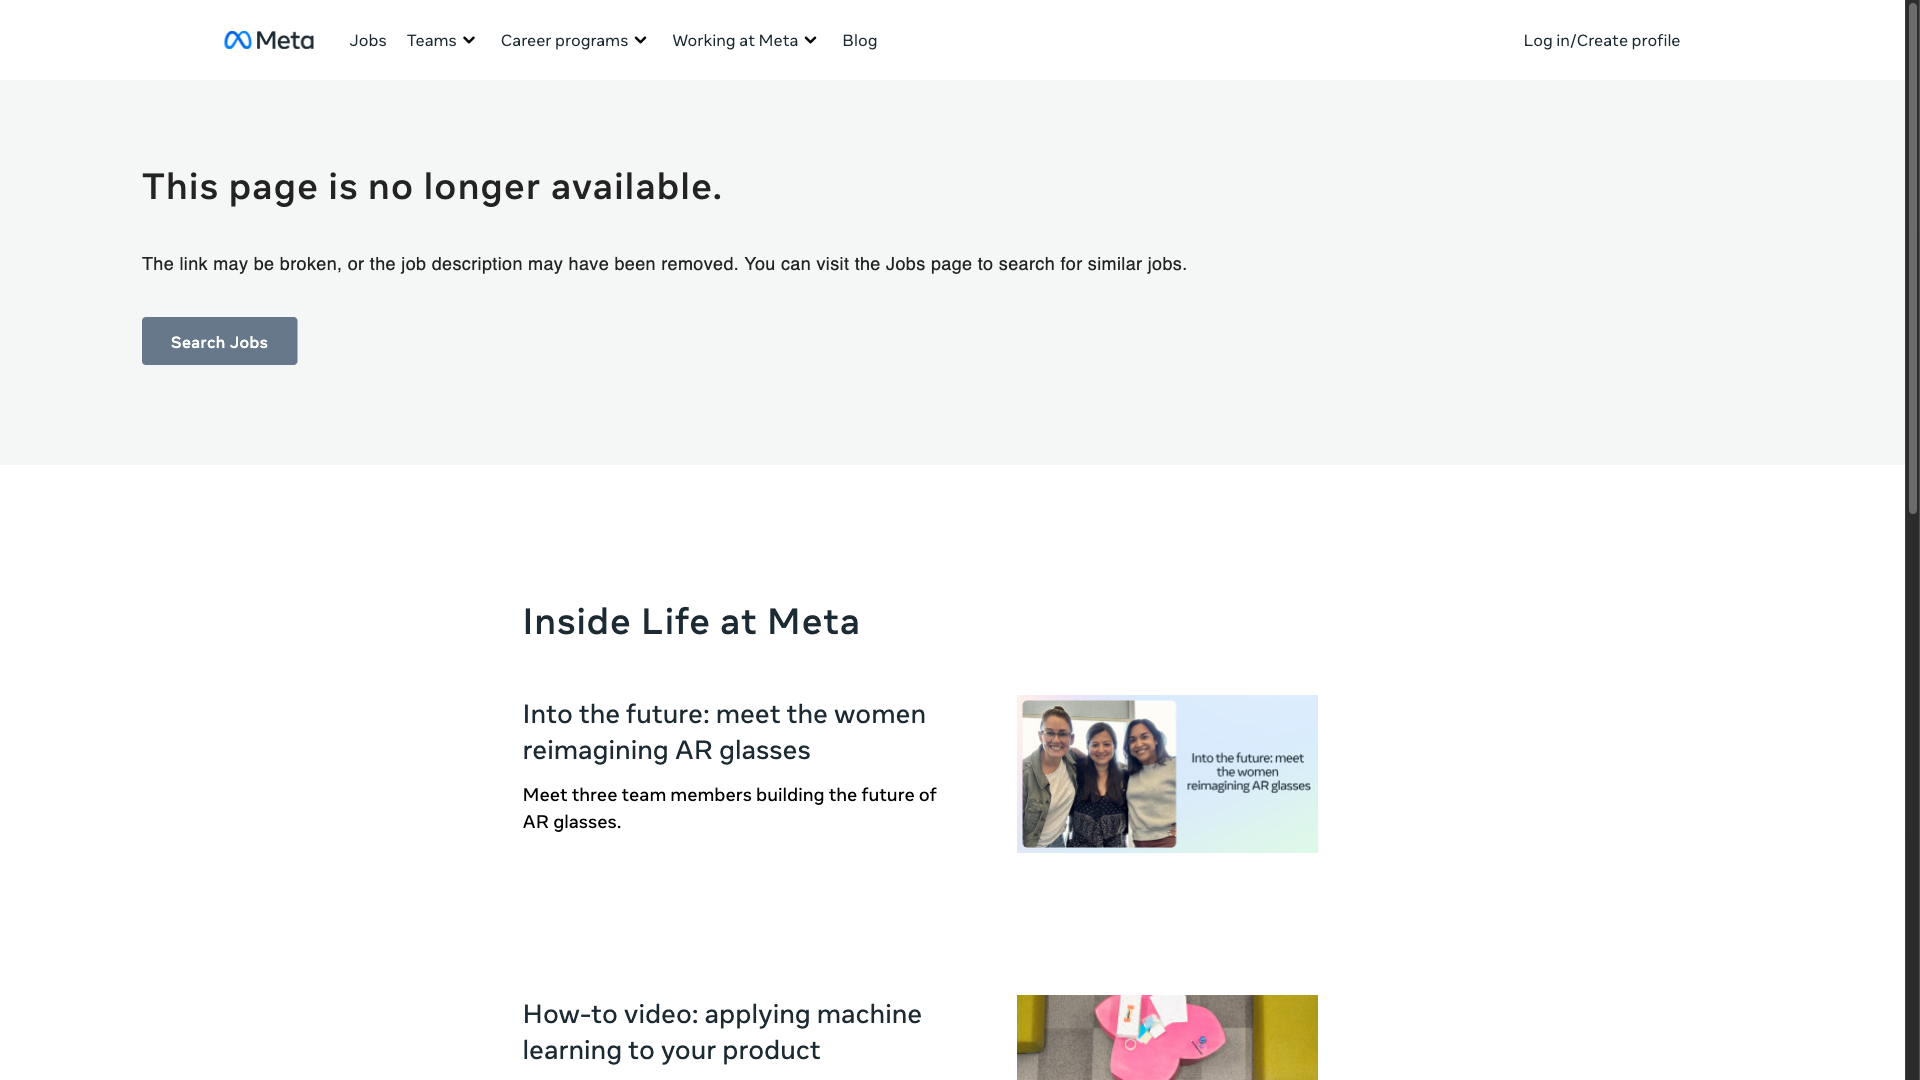 Meta
Jobs
Teams
Career programs
Working at Meta
Blog
Log in/Create profile
This page is no longer available.
The link may be broken, or the job description may have been removed. You can visit the Jobs page to search for similar jobs.
Search Jobs
Inside Life at Meta
Into the future: meet the women
reimagining AR glasses
Meet three team members building the future of
AR glasses.
Into the future: meet
the women
reimagining AR glasses
How-to video: applying machine
learning to your product